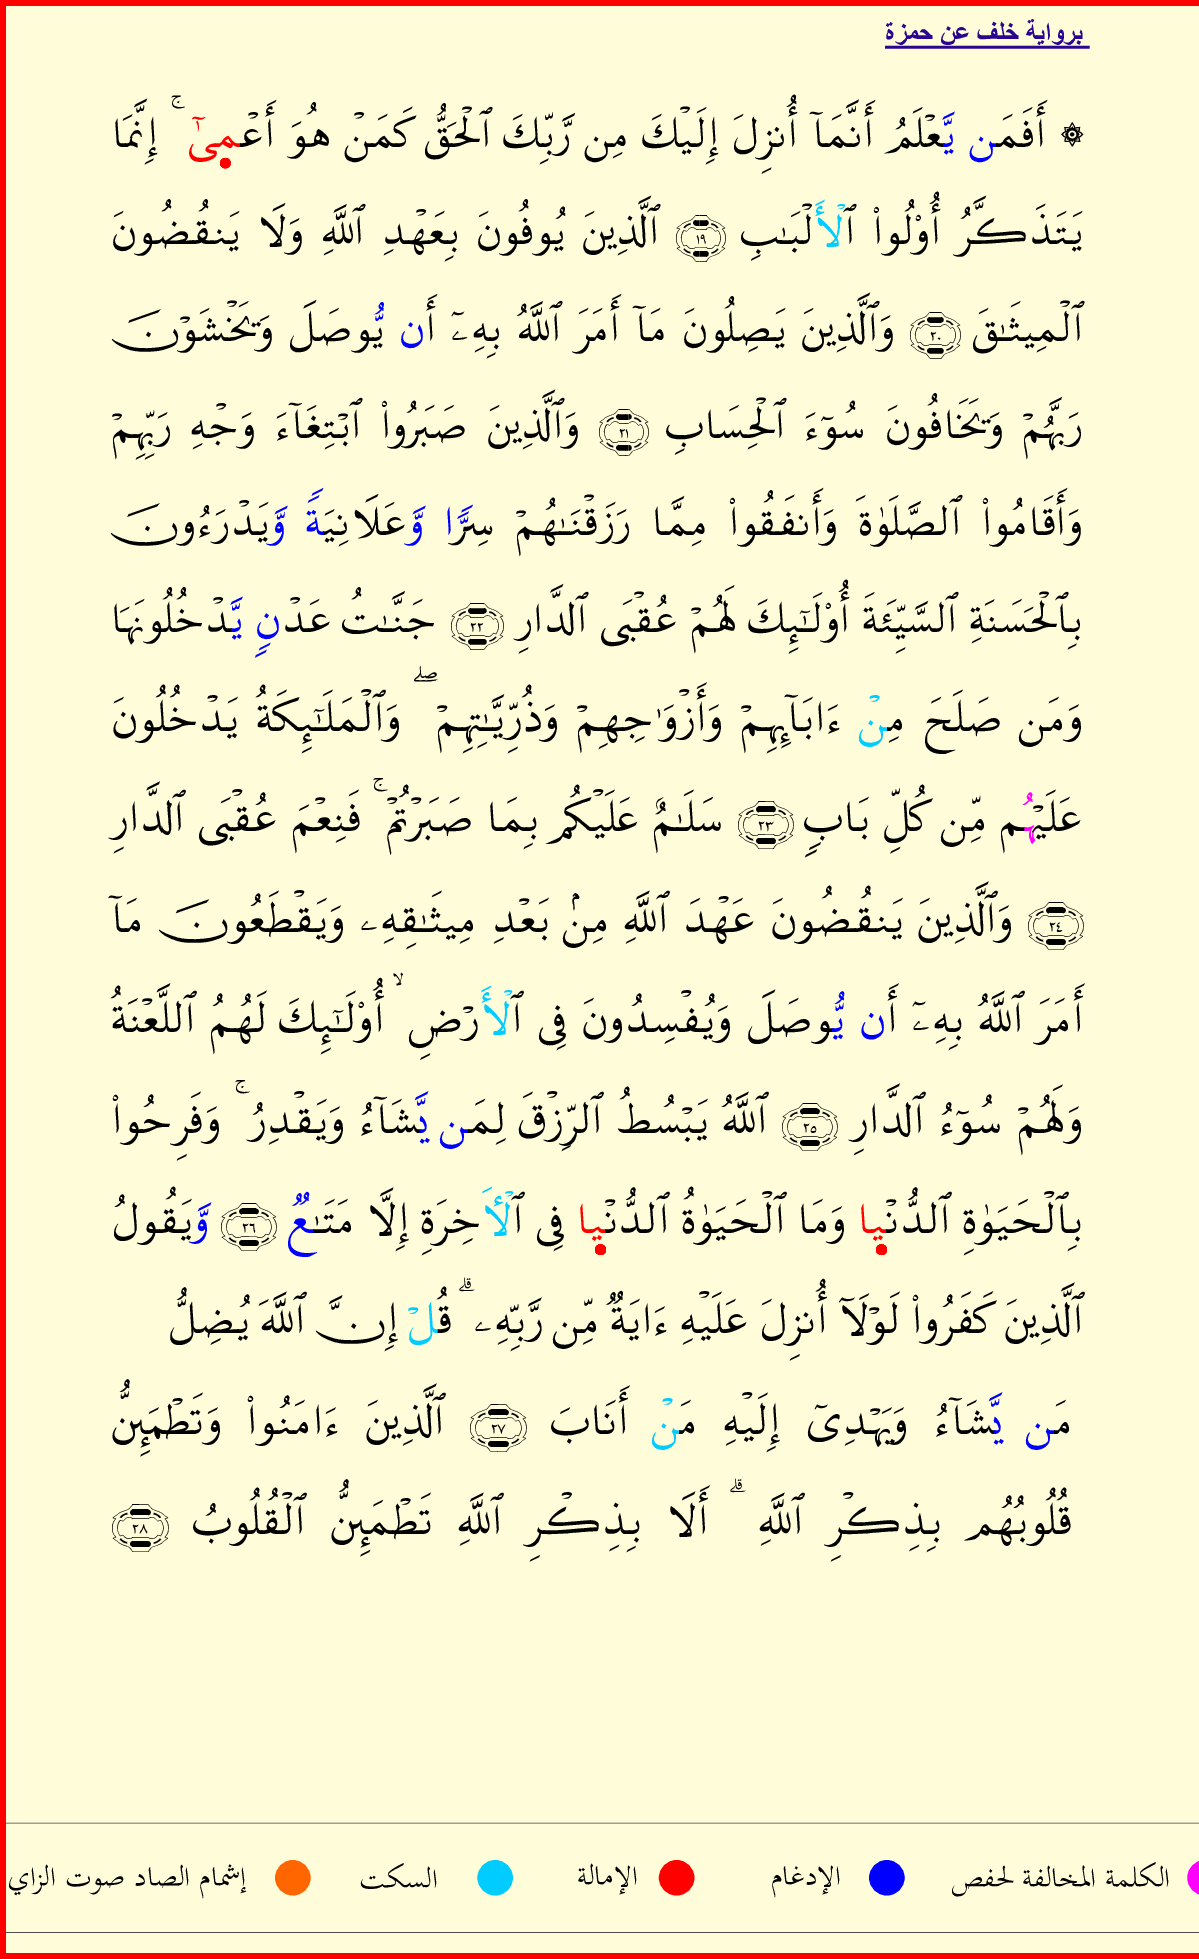 برواية خلف عن حمزة
۞ أَفَمَن يَّعۡلَمُ أَنَّمَآ أُنزِلَ إِلَيۡكَ مِن رَّبِّكَ ٱلۡحَقُّ كَمَنۡ هُوَ أَعۡمِىٰٓۚ إِنَّمَا
يَتَذَكَّرُ أُوْلُواْ ٱلۡأَلۡبَٰبِ ١٩ ٱلَّذِينَ يُوفُونَ بِعَهۡدِ ٱللَّهِ وَلَا يَنقُضُونَ
ٱلۡمِيثَٰقَ ٢٠ وَٱلَّذِينَ يَصِلُونَ مَآ أَمَرَ ٱللَّهُ بِهِۦٓ أَن يُّوصَلَ وَيَخۡشَوۡنَ
رَبَّهُمۡ وَيَخَافُونَ سُوٓءَ ٱلۡحِسَابِ ٢١ وَٱلَّذِينَ صَبَرُواْ ٱبۡتِغَآءَ وَجۡهِ رَبِّهِمۡ
وَأَقَامُواْ ٱلصَّلَوٰةَ وَأَنفَقُواْ مِمَّا رَزَقۡنَٰهُمۡ سِرّٗا وَّعَلَانِيَةٗ وَّيَدۡرَءُونَ
بِٱلۡحَسَنَةِ ٱلسَّيِّئَةَ أُوْلَٰٓئِكَ لَهُمۡ عُقۡبَى ٱلدَّارِ ٢٢ جَنَّٰتُ عَدۡنٖ يَّدۡخُلُونَهَا
وَمَن صَلَحَ مِنۡ ءَابَآئِهِمۡ وَأَزۡوَٰجِهِمۡ وَذُرِّيَّٰتِهِمۡۖ وَٱلۡمَلَٰٓئِكَةُ يَدۡخُلُونَ
عَلَيۡهُم مِّن كُلِّ بَابٖ ٢٣ سَلَٰمٌ عَلَيۡكُم بِمَا صَبَرۡتُمۡۚ فَنِعۡمَ عُقۡبَى ٱلدَّارِ
٢٤ وَٱلَّذِينَ يَنقُضُونَ عَهۡدَ ٱللَّهِ مِنۢ بَعۡدِ مِيثَٰقِهِۦ وَيَقۡطَعُونَ مَآ
أَمَرَ ٱللَّهُ بِهِۦٓ أَن يُّوصَلَ وَيُفۡسِدُونَ فِى ٱلۡأَرۡضِۙ أُوْلَٰٓئِكَ لَهُمُ ٱللَّعۡنَةُ
وَلَهُمۡ سُوٓءُ ٱلدَّارِ ٢٥ ٱللَّهُ يَبۡسُطُ ٱلرِّزۡقَ لِمَن يَّشَآءُ وَيَقۡدِرُۚ وَفَرِحُواْ
بِٱلۡحَيَوٰةِ ٱلدُّنۡيِا وَمَا ٱلۡحَيَوٰةُ ٱلدُّنۡيِا فِى ٱلۡأَخِرَةِ إِلَّا مَتَٰعٞ ٢٦ وَّيَقُولُ
ٱلَّذِينَ كَفَرُواْ لَوۡلَآ أُنزِلَ عَلَيۡهِ ءَايَةٞ مِّن رَّبِّهِۦۗ قُلۡ إِنَّ ٱللَّهَ يُضِلُّ
مَن يَّشَآءُ وَيَهۡدِىٓ إِلَيۡهِ مَنۡ أَنَابَ ٢٧ ٱلَّذِينَ ءَامَنُواْ وَتَطۡمَئِنُّ
قُلُوبُهُم بِذِكۡرِ ٱللَّهِۗ أَلَا بِذِكۡرِ ٱللَّهِ تَطۡمَئِنُّ ٱلۡقُلُوبُ ٢٨
الكلمة المخالفة لحفص الإدغام الإمالة السكت إشمام الصاد صوت الزاي